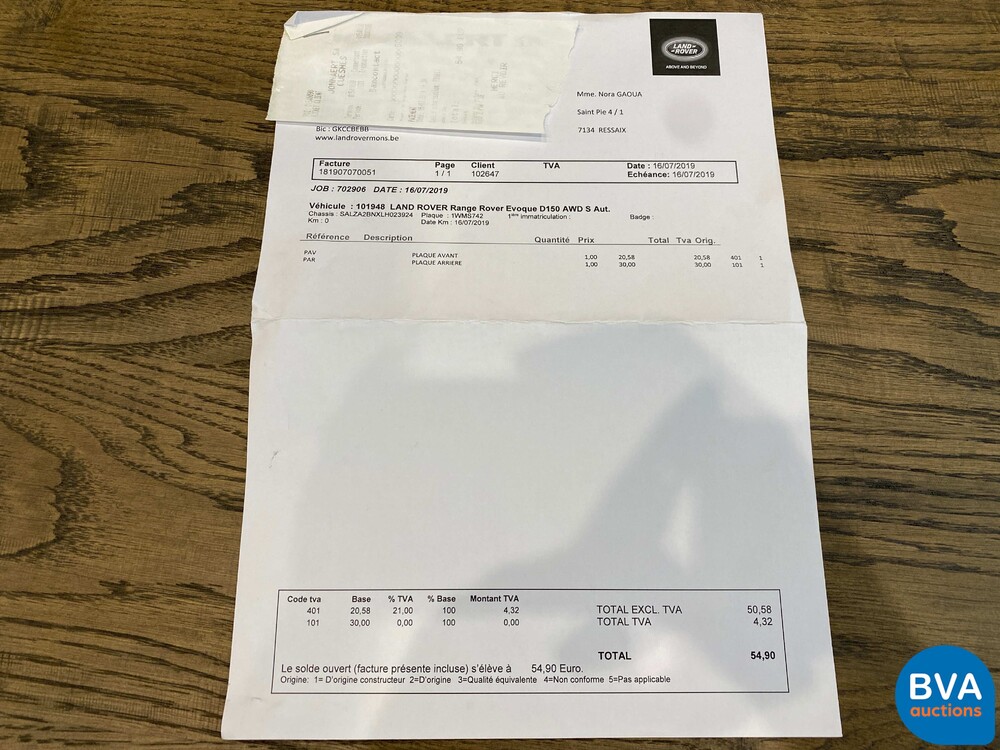 LAND-
ROVER
ABOVE AND BEYOND
Mme. Nora GAOUA
Saint Pie 4 / 1
7134 RESSAIX
Bancontact
MERCI
Bic : GKCCBEBB
www.landrovermons.be
Facture Page Client TVA Date : 16/07/2019
181907070051 1 / 1 102647 Echéance: 16/07/2019
JOB : 702906 DATE : 16/07/2019
Véhicule : 101948 LAND ROVER Range Rover Evoque D150 AWD S Aut.
Chassis : SALZA2BNXLH023924 Plaque : 1WMS742 1ère immatriculation : Badge :
Km : 0 Date Km : 16/07/2019
Référence Description Quantité Prix Total Tva Orig.
PAV PLAQUE AVANT 1,00 20,58 20,58 401 1
PAR PLAQUE ARRIERE 1,00 30,00 30,00 101 1
Code tva Base % TVA % Base Montant TVA
401 20,58 21,00 100 4,32 TOTAL EXCL. TVA 50,58
101 30,00 0,00 100 0,00 TOTAL TVA 4,32
TOTAL 54,90
Le solde ouvert (facture présente incluse) s'élève à 54,90 Euro.
Origine: 1= D'origine constructeur 2=D'origine 3=Qualité équivalente 4=Non conforme 5=Pas applicable
BVA
auctions